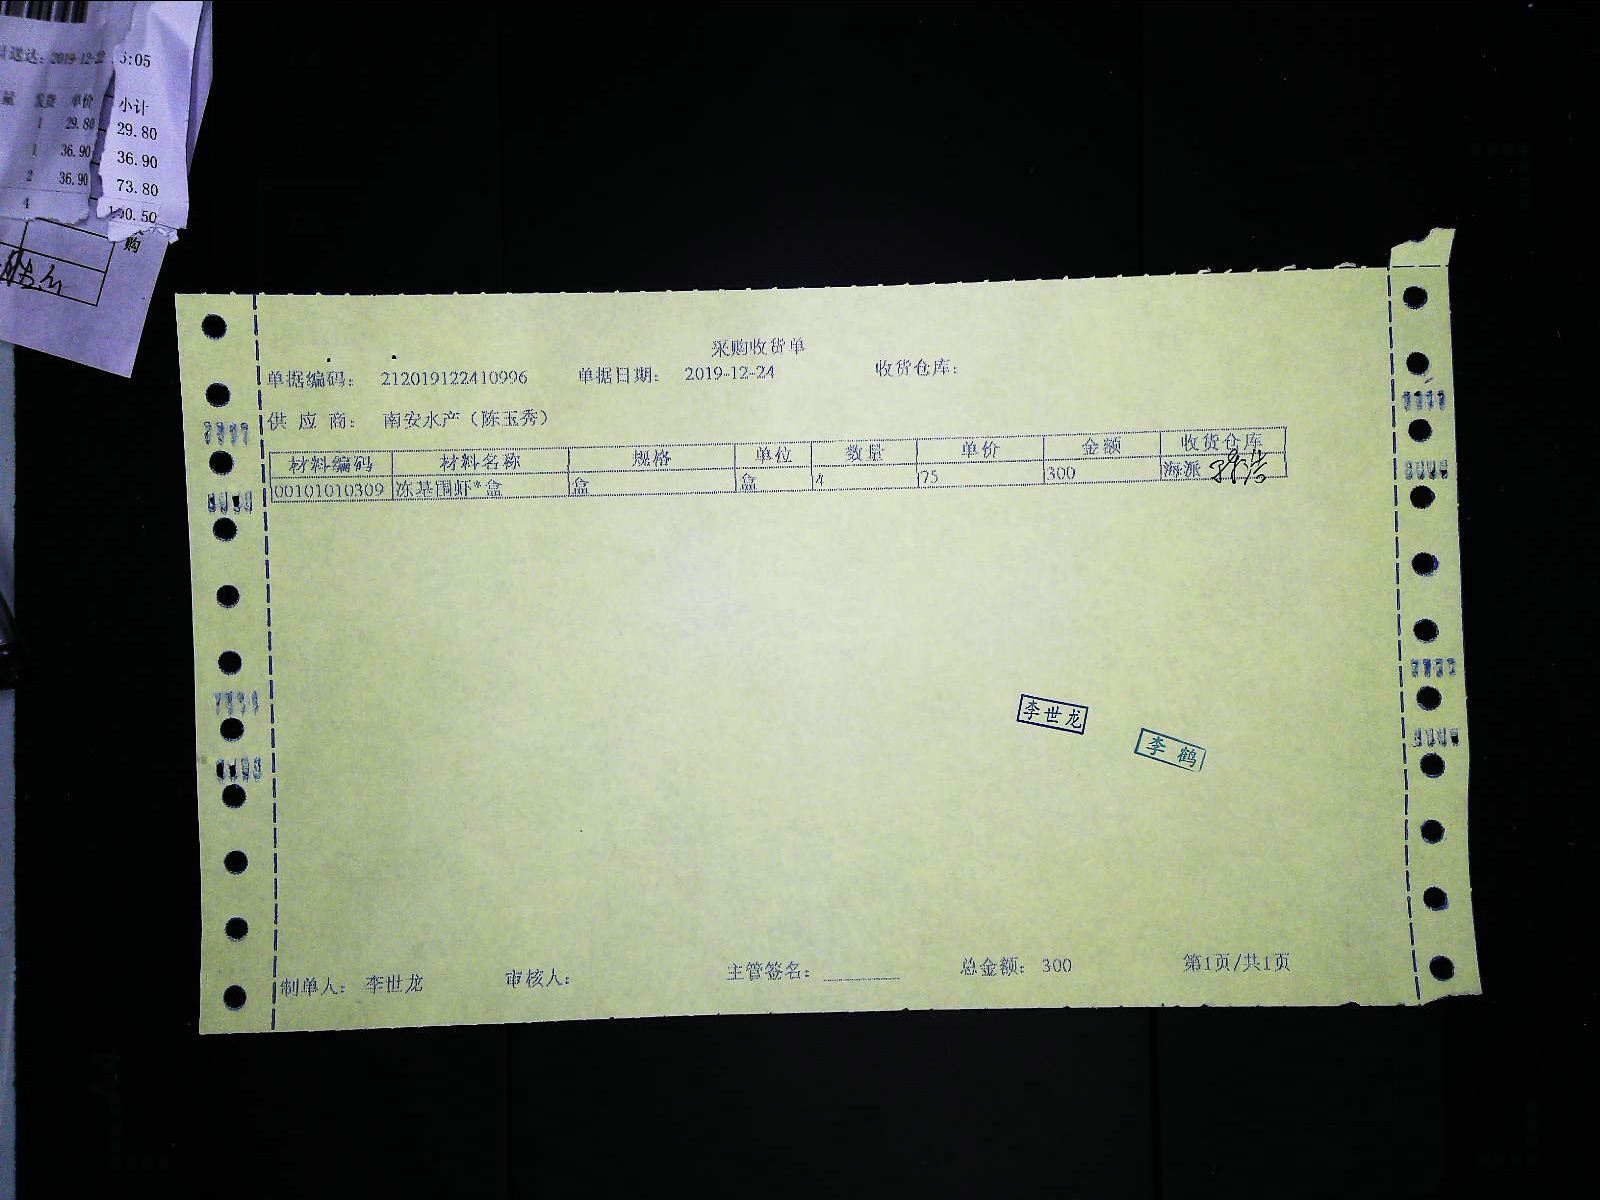 2019-12-2
5:05
发货 单价 小计
1 29.80 29.80
1 36.90 36.90
2 36.90 73.80
4
购
采购收货单
单据编码: 212019122410996 单据日期: 2019-12-24 收货仓库:
供 应 商: 南安水产(陈玉秀)
材料编码 材料名称 规格 单位 数量 单价 金额 收货仓库
00101010309 冻基围虾*盒 盒 盒 4 75 300 海派
李世龙
李 鹤
制单人: 李世龙 审核人: 主管签名: 总金额: 300 第1页/共1页